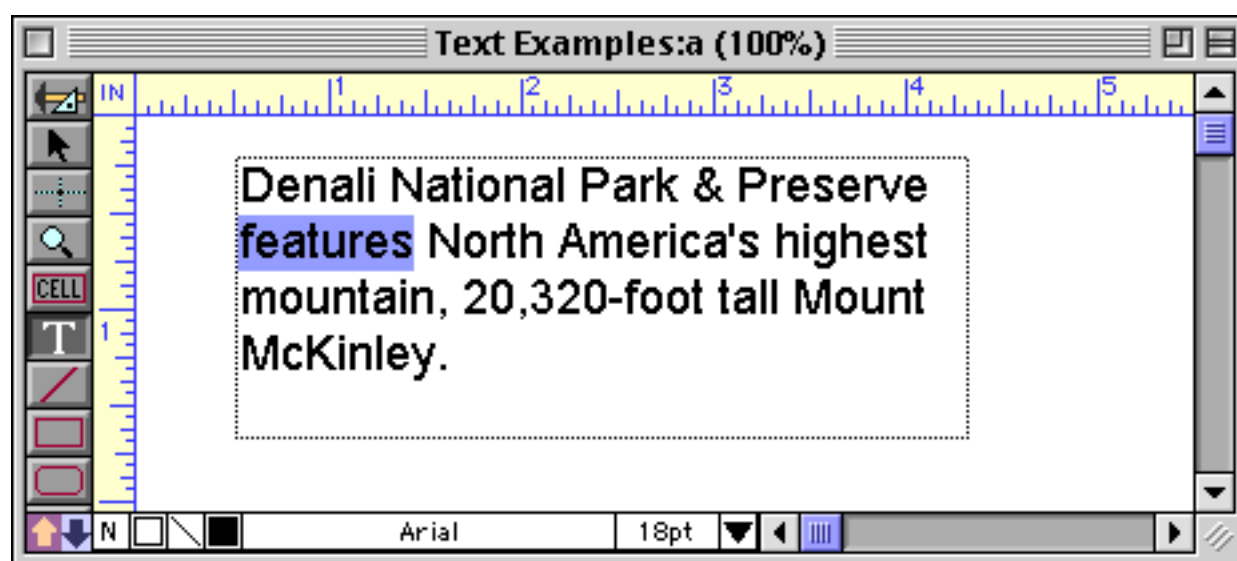 Text Examples:a (100%)
IN 1 2 3 4 5
Denali National Park & Preserve
features North America's highest
mountain, 20,320-foot tall Mount
McKinley.
CELL
T
1
N Arial 18pt